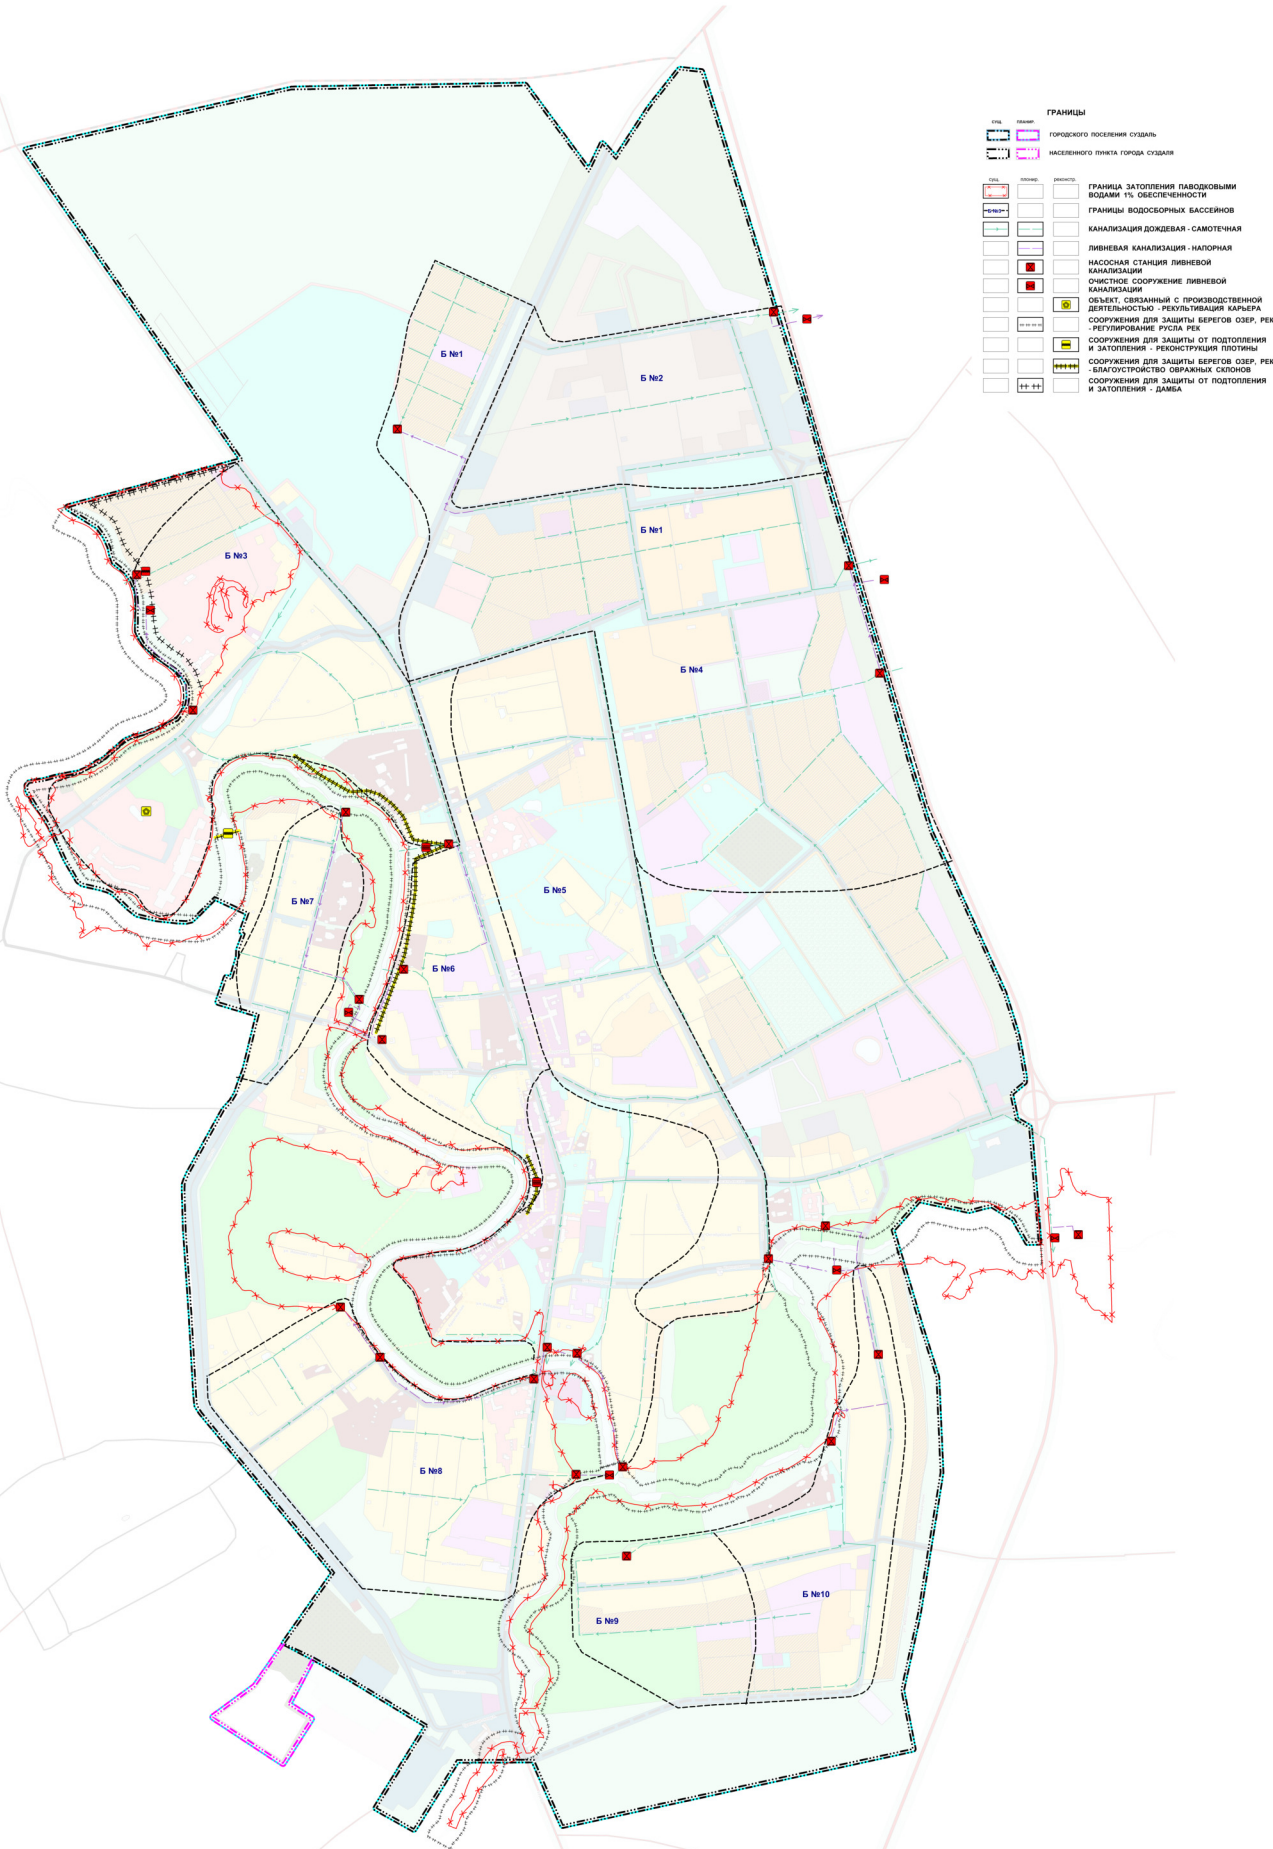 ГРАНИЦЫ
СУЩ. ПЛАНИР.
ГОРОДСКОГО ПОСЕЛЕНИЯ СУЗДАЛЬ
НАСЕЛЕННОГО ПУНКТА ГОРОДА СУЗДАЛЯ
СУЩ. ПЛАНИР. РЕКОНСТР.
ГРАНИЦА ЗАТОПЛЕНИЯ ПАВОДКОВЫМИ
ВОДАМИ 1% ОБЕСПЕЧЕННОСТИ
ГРАНИЦЫ ВОДОСБОРНЫХ БАССЕЙНОВ
КАНАЛИЗАЦИЯ ДОЖДЕВАЯ - САМОТЕЧНАЯ
ЛИВНЕВАЯ КАНАЛИЗАЦИЯ - НАПОРНАЯ
НАСОСНАЯ СТАНЦИЯ ЛИВНЕВОЙ
КАНАЛИЗАЦИИ
ОЧИСТНОЕ СООРУЖЕНИЕ ЛИВНЕВОЙ
КАНАЛИЗАЦИИ
ОБЪЕКТ, СВЯЗАННЫЙ С ПРОИЗВОДСТВЕННОЙ
ДЕЯТЕЛЬНОСТЬЮ - РЕКУЛЬТИВАЦИЯ КАРЬЕРА
СООРУЖЕНИЯ ДЛЯ ЗАЩИТЫ БЕРЕГОВ ОЗЕР, РЕК
- РЕГУЛИРОВАНИЕ РУСЛА РЕК
СООРУЖЕНИЯ ДЛЯ ЗАЩИТЫ ОТ ПОДТОПЛЕНИЯ
И ЗАТОПЛЕНИЯ - РЕКОНСТРУКЦИЯ ПЛОТИНЫ
СООРУЖЕНИЯ ДЛЯ ЗАЩИТЫ БЕРЕГОВ ОЗЕР, РЕК
- БЛАГОУСТРОЙСТВО ОВРАЖНЫХ СКЛОНОВ
СООРУЖЕНИЯ ДЛЯ ЗАЩИТЫ ОТ ПОДТОПЛЕНИЯ
И ЗАТОПЛЕНИЯ - ДАМБА
Б №1
Б №2
Б №1
Б №3
Б №4
Б №5
Б №7
Б №6
Б №8
Б №10
Б №9